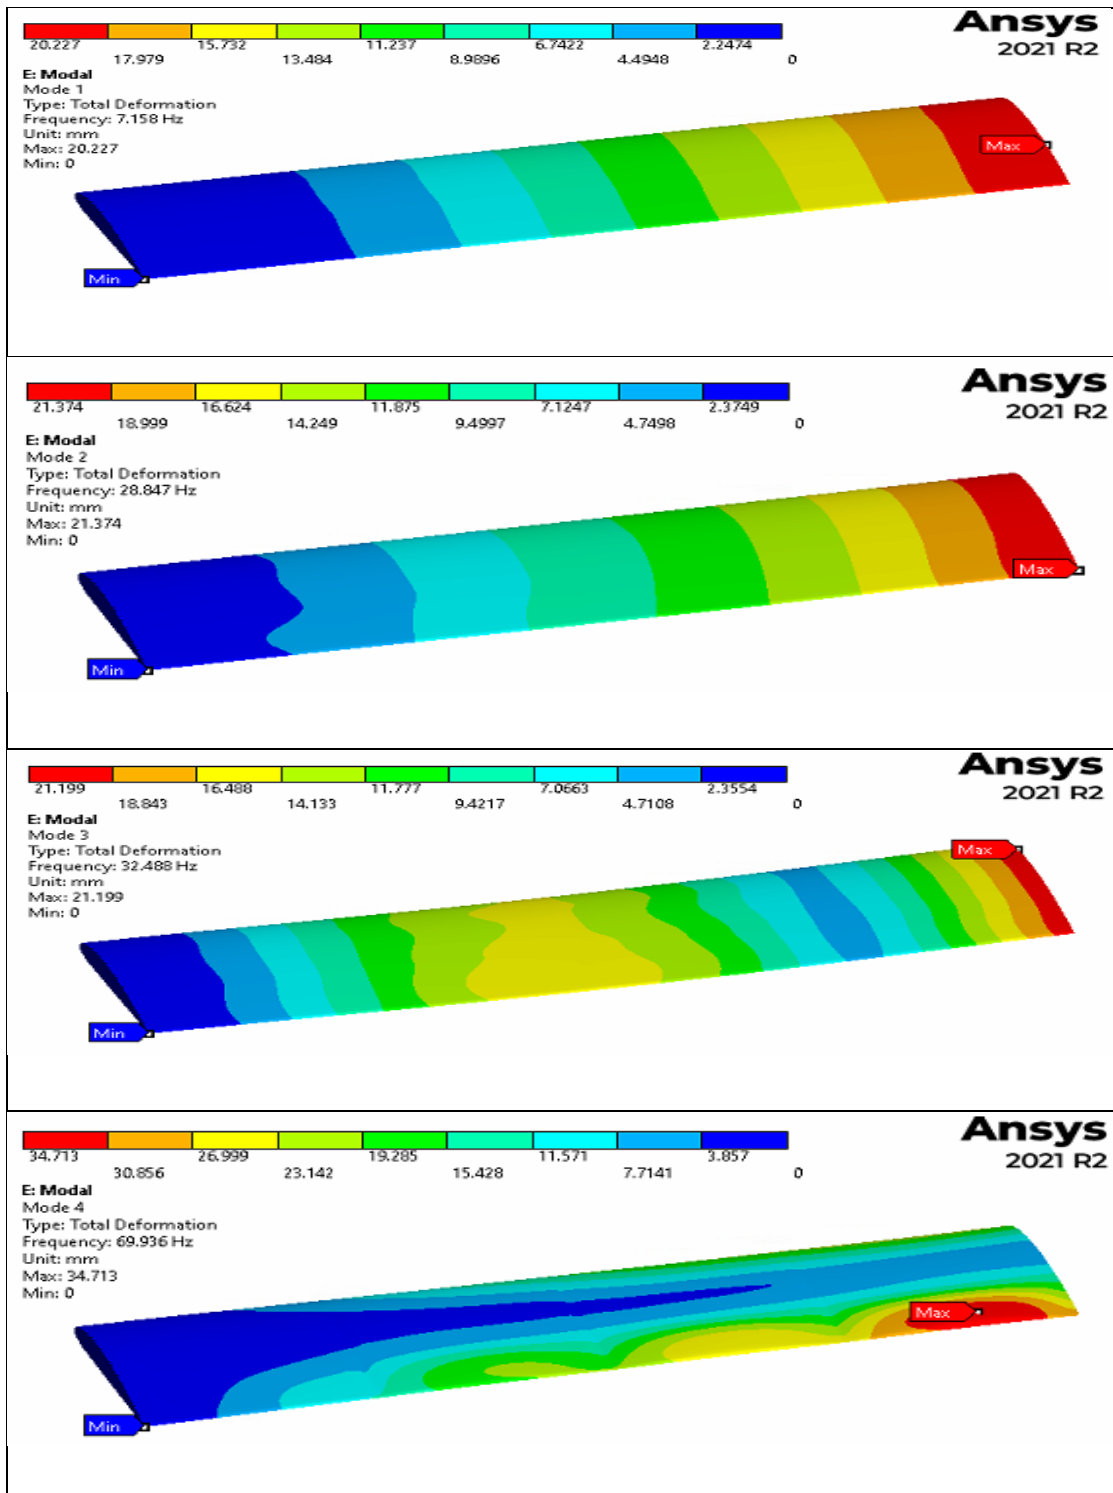 Ansys
2021 R2
20.227 15.732 11.237 6.7422 2.2474
17.979 13.484 8.9896 4.4948 0
E: Modal
Mode 1
Type: Total Deformation
Frequency: 7.158 Hz
Unit: mm
Max: 20.227
Min: 0
Max
Min
Ansys
2021 R2
21.374 16.624 11.875 7.1247 2.3749
18.999 14.249 9.4997 4.7498 0
E: Modal
Mode 2
Type: Total Deformation
Frequency: 28.847 Hz
Unit: mm
Max: 21.374
Min: 0
Max
Min
Ansys
2021 R2
21.199 16.488 11.777 7.0663 2.3554
18.843 14.133 9.4217 4.7108 0
E: Modal
Mode 3
Type: Total Deformation
Frequency: 32.488 Hz
Unit: mm
Max: 21.199
Min: 0
Max
Min
Ansys
2021 R2
34.713 26.999 19.285 11.571 3.857
30.856 23.142 15.428 7.7141 0
E: Modal
Mode 4
Type: Total Deformation
Frequency: 69.936 Hz
Unit: mm
Max: 34.713
Min: 0
Max
Min